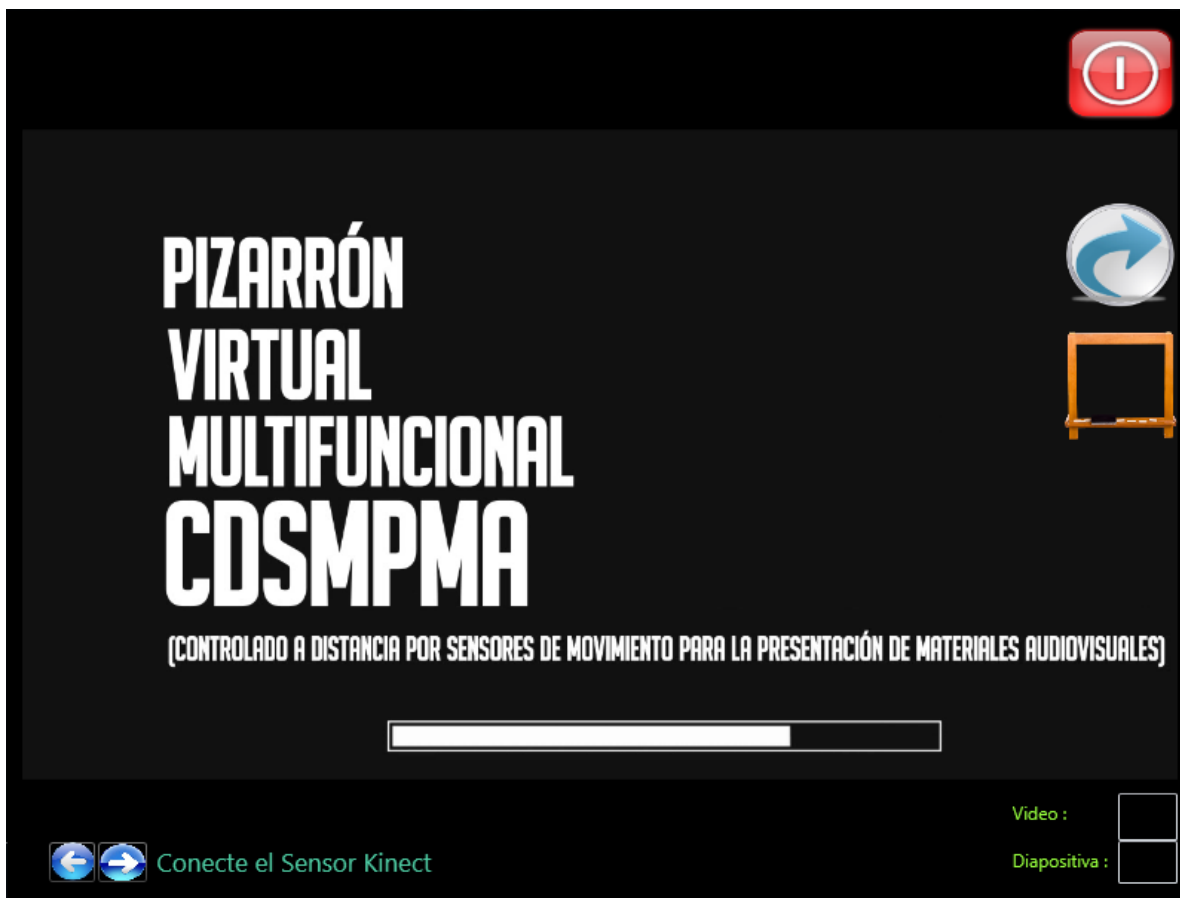 PIZARRÓN
VIRTUAL
MULTIFUNCIONAL
CDSMPMA
(CONTROLADO A DISTANCIA POR SENSORES DE MOVIMIENTO PARA LA PRESENTACIÓN DE MATERIALES AUDIOVISUALES)
Video :
Conecte el Sensor Kinect
Diapositiva :